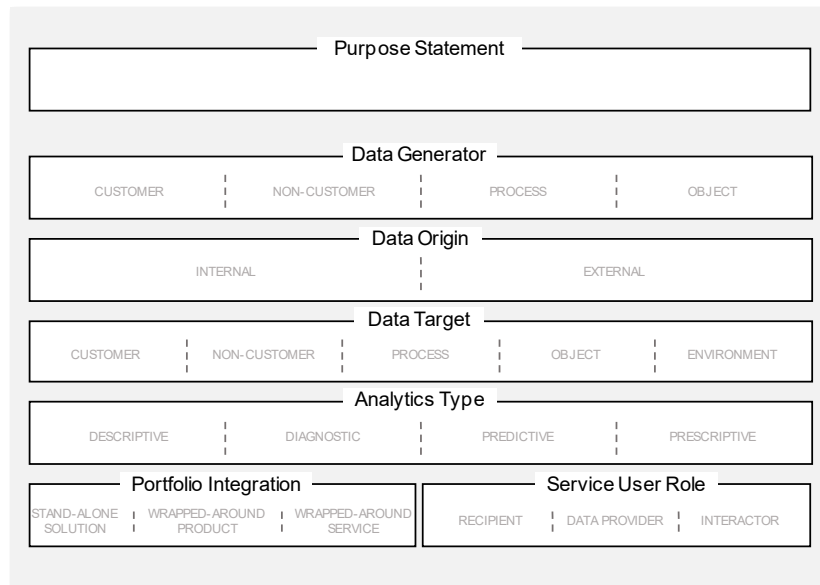 Purpose Statement
Data Generator
CUSTOMER NON-CUSTOMER PROCESS OBJECT
Data Origin
INTERNAL EXTERNAL
Data Target
CUSTOMER NON-CUSTOMER PROCESS OBJECT ENVIRONMENT
Analytics Type
DESCRIPTIVE DIAGNOSTIC PREDICTIVE PRESCRIPTIVE
Portfolio Integration
STAND-ALONE
SOLUTION
WRAPPED-AROUND
PRODUCT
WRAPPED-AROUND
SERVICE
Service User Role
RECIPIENT DATA PROVIDER INTERACTOR